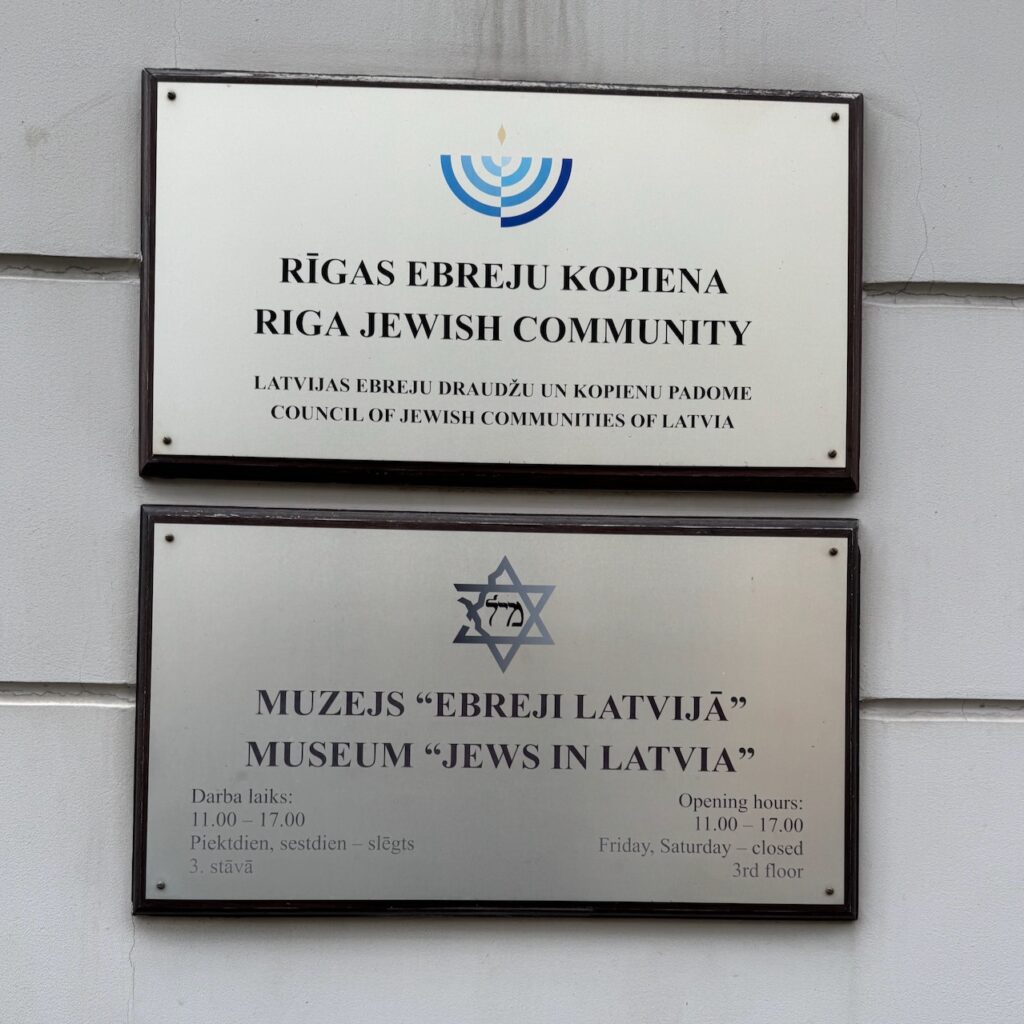 RĪGAS EBREJU KOPIENA
RIGA JEWISH COMMUNITY
LATVIJAS EBREJU DRAUDŽU UN KOPIENU PADOME
COUNCIL OF JEWISH COMMUNITIES OF LATVIA
MUZEJS “EBREJI LATVIJĀ”
MUSEUM “JEWS IN LATVIA”
Darba laiks:
11.00 – 17.00
Piektdien, sestdien – slēgts
3. stāvā
Opening hours:
11.00 – 17.00
Friday, Saturday – closed
3rd floor